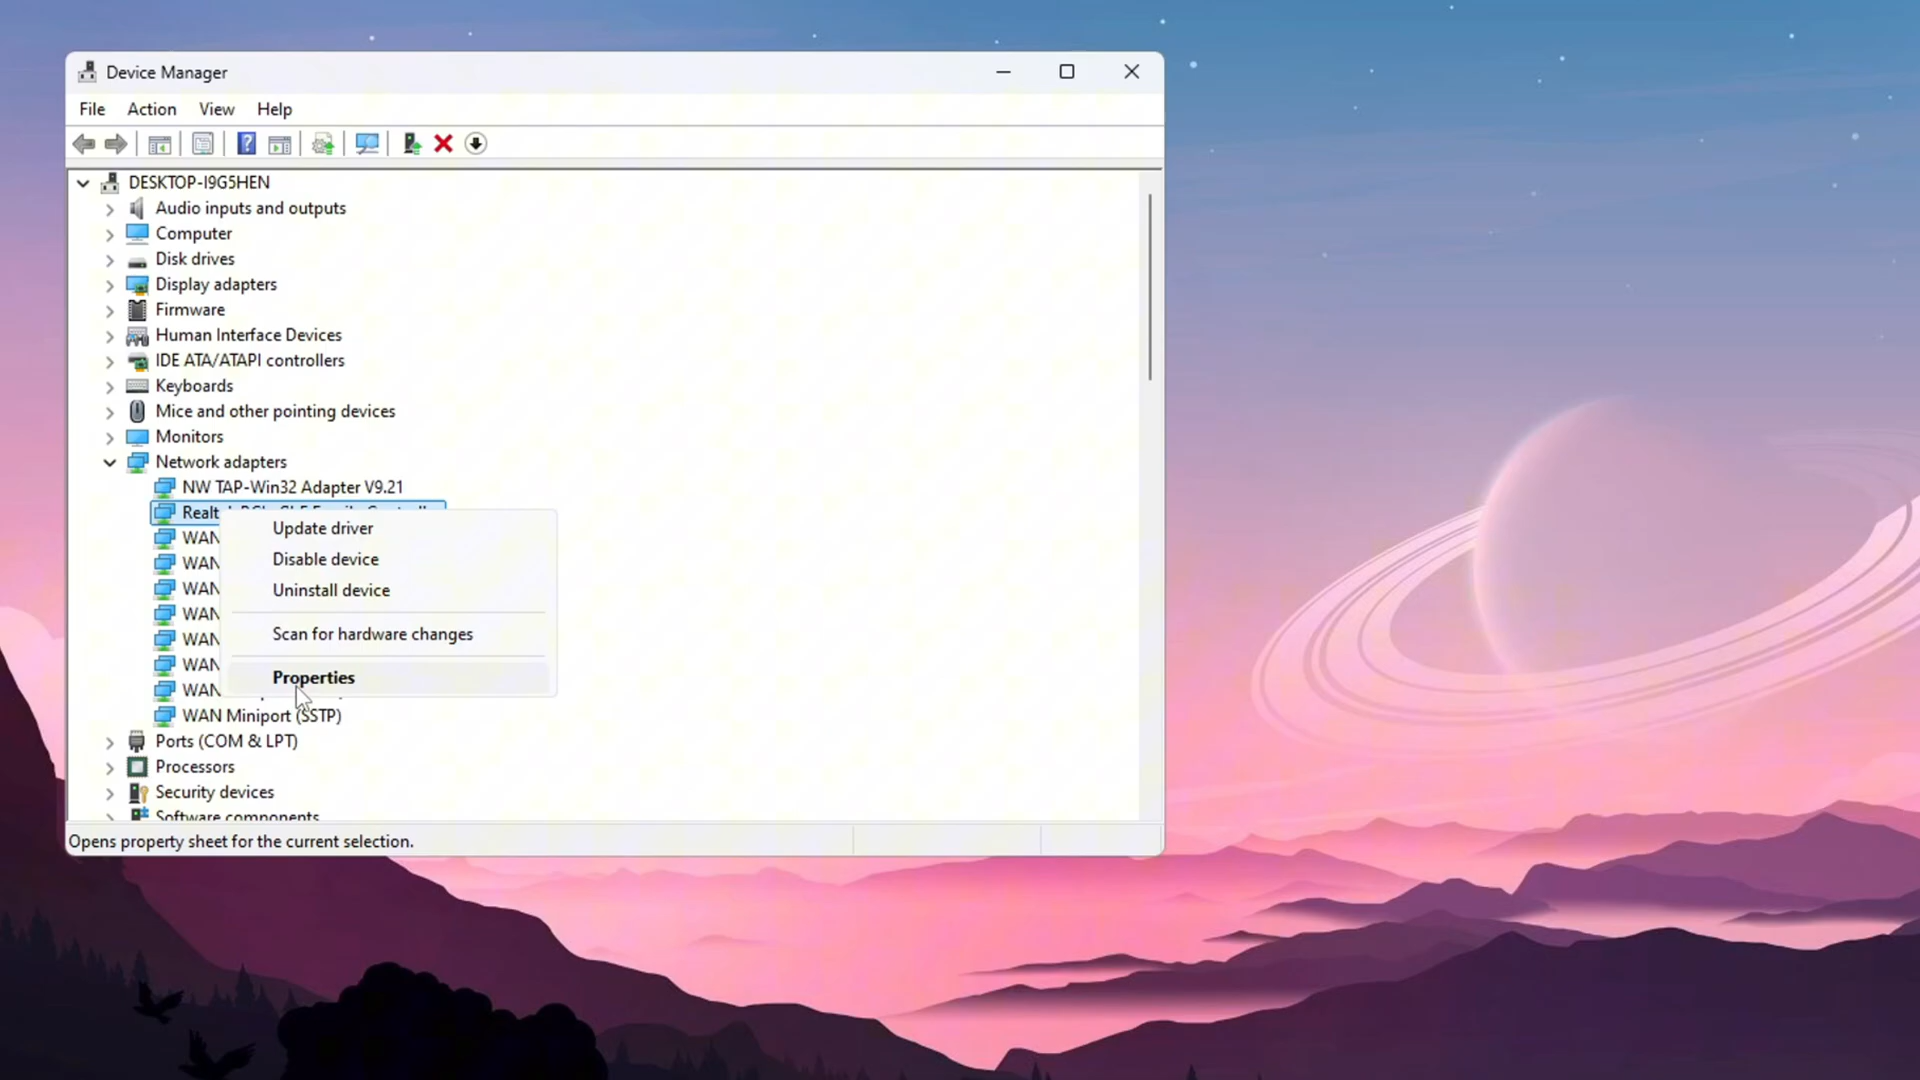 Device Manager
File Action View Help
DESKTOP-I9G5HEN
Audio inputs and outputs
Computer
Disk drives
Display adapters
Firmware
Human Interface Devices
IDE ATA/ATAPI controllers
Keyboards
Mice and other pointing devices
Monitors
Network adapters
NW TAP-Win32 Adapter V9.21
Realt
WAN
WAN
WAN
WAN
WAN
WAN
WAN
WAN Miniport (SSTP)
Ports (COM & LPT)
Processors
Security devices
Software components
Update driver
Disable device
Uninstall device
Scan for hardware changes
Properties
Opens property sheet for the current selection.